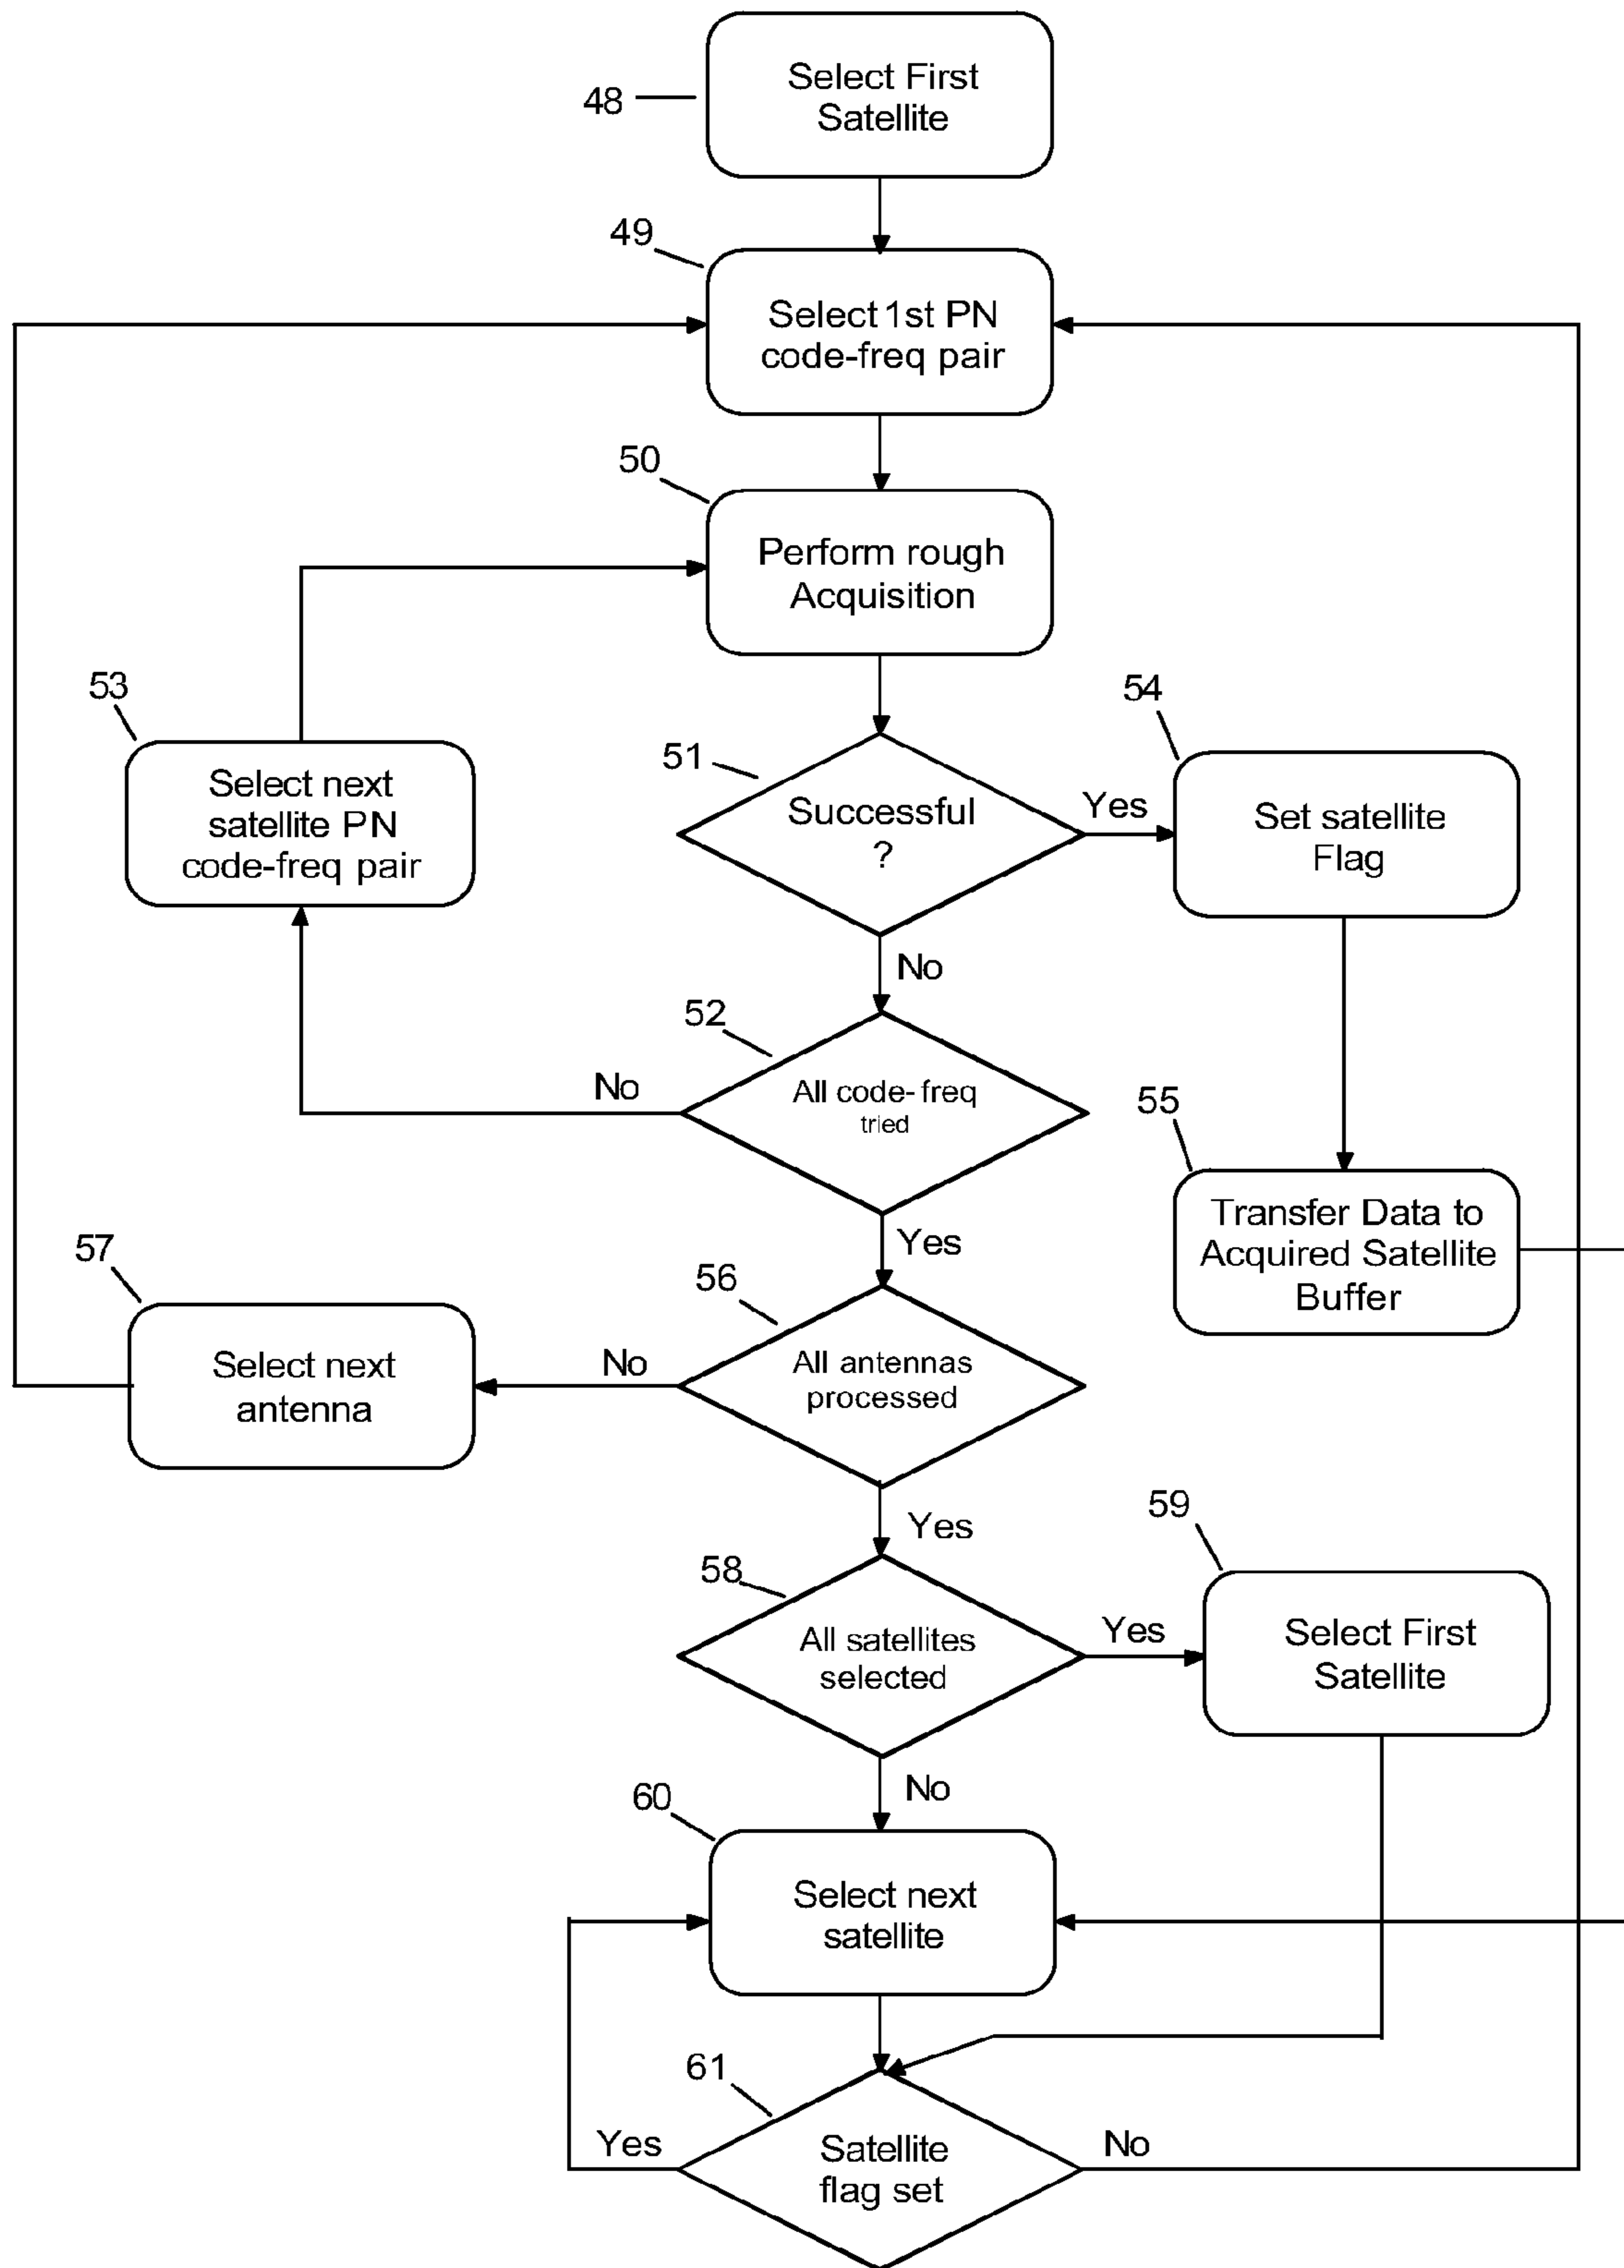 48
Select First
Satellite
49
Select 1st PN
code-freq pair
50
Perform rough
Acquisition
53
Select next
satellite PN
code-freq pair
51
Successful
?
Yes
54
Set satellite
Flag
No
52
All code-freq
tried
No
55
Transfer Data to
Acquired Satellite
Buffer
Yes
57
Select next
antenna
56
All antennas
processed
No
Yes
58
All satellites
selected
Yes
59
Select First
Satellite
No
60
Select next
satellite
61
Satellite
flag set
Yes
No